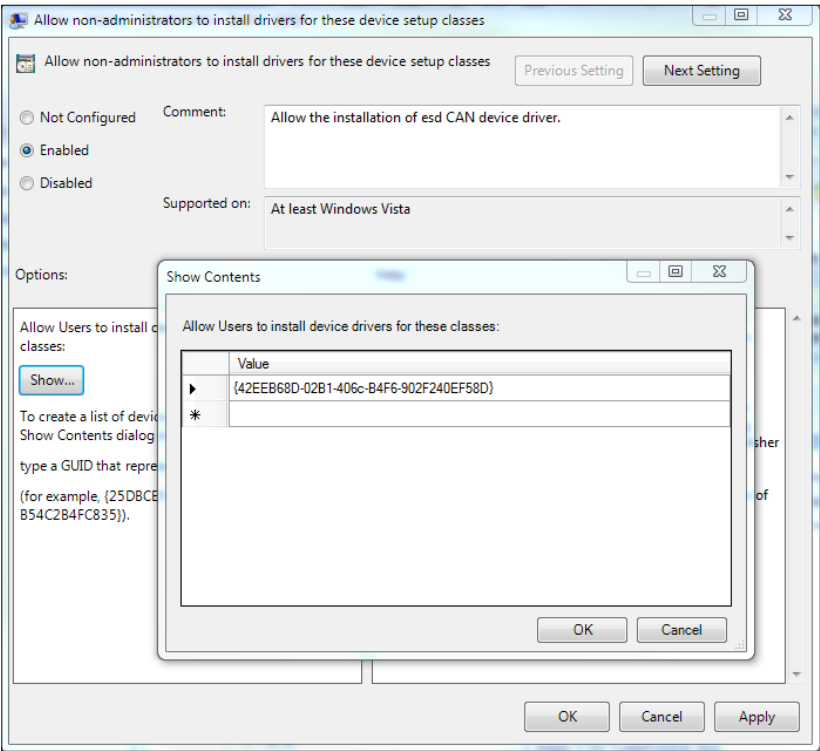 Allow non-administrators to install drivers for these device setup classes
Allow non-administrators to install drivers for these device setup classes
Previous Setting
Next Setting
Not Configured
Comment:
Allow the installation of esd CAN device driver.
Enabled
Disabled
Supported on:
At least Windows Vista
Options:
Help:
Show Contents
Allow Users to install
classes:
Show...
To create a list of
Show Contents dialog
type a GUID that
(for example,
B54C2B4FC835}).
of
Allow Users to install device drivers for these classes:
Value
{42EEB68D-02B1-406c-B4F6-902F240EF58D}
OK
Cancel
OK
Cancel
Apply